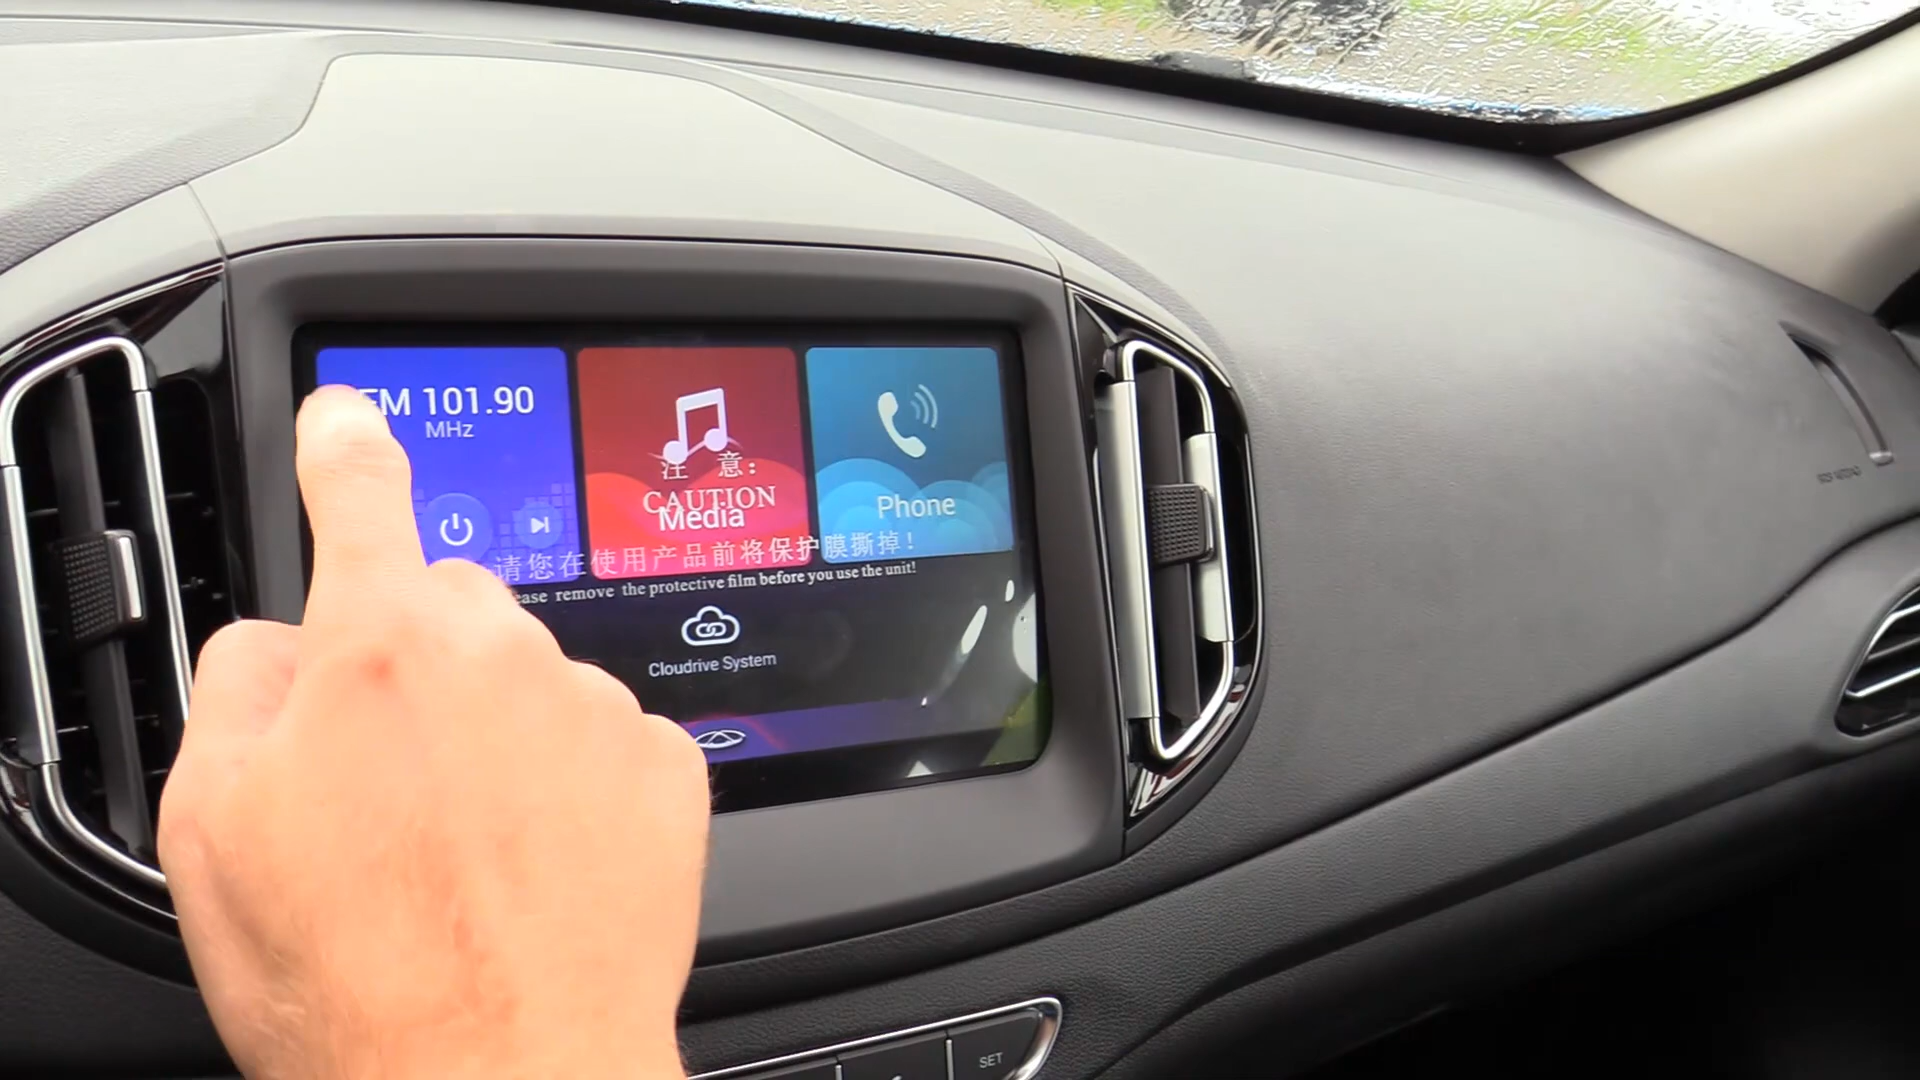 FM 101.90
MHz
注 意：
CAUTION
Media
Phone
请您在使用产品前将保护膜撕掉！
remove the protective film before you use the unit!
Cloudrive System
SET